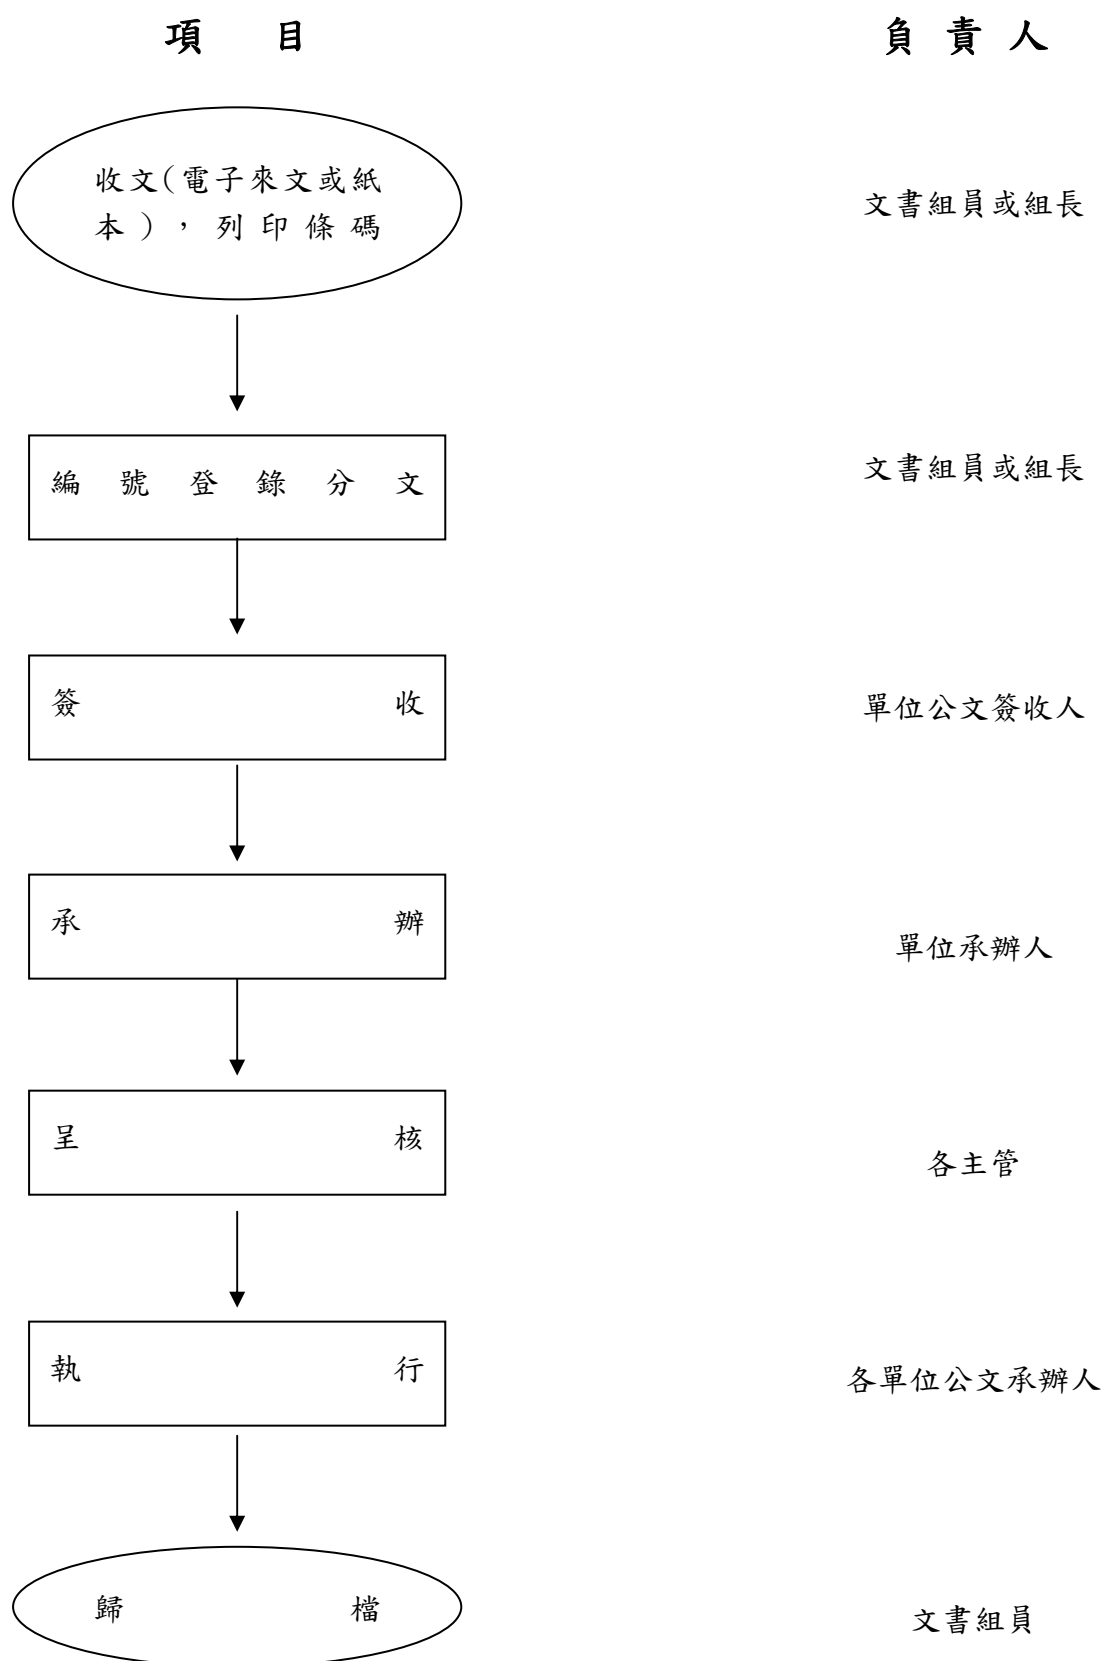 項 目
負責人
收文(電子來文或紙
本),列印條碼
文書組員或組長
編號登錄分文
文書組員或組長
簽收
單位公文簽收人
承辦
單位承辦人
呈核
各主管
執行
各單位公文承辦人
歸檔
文書組員